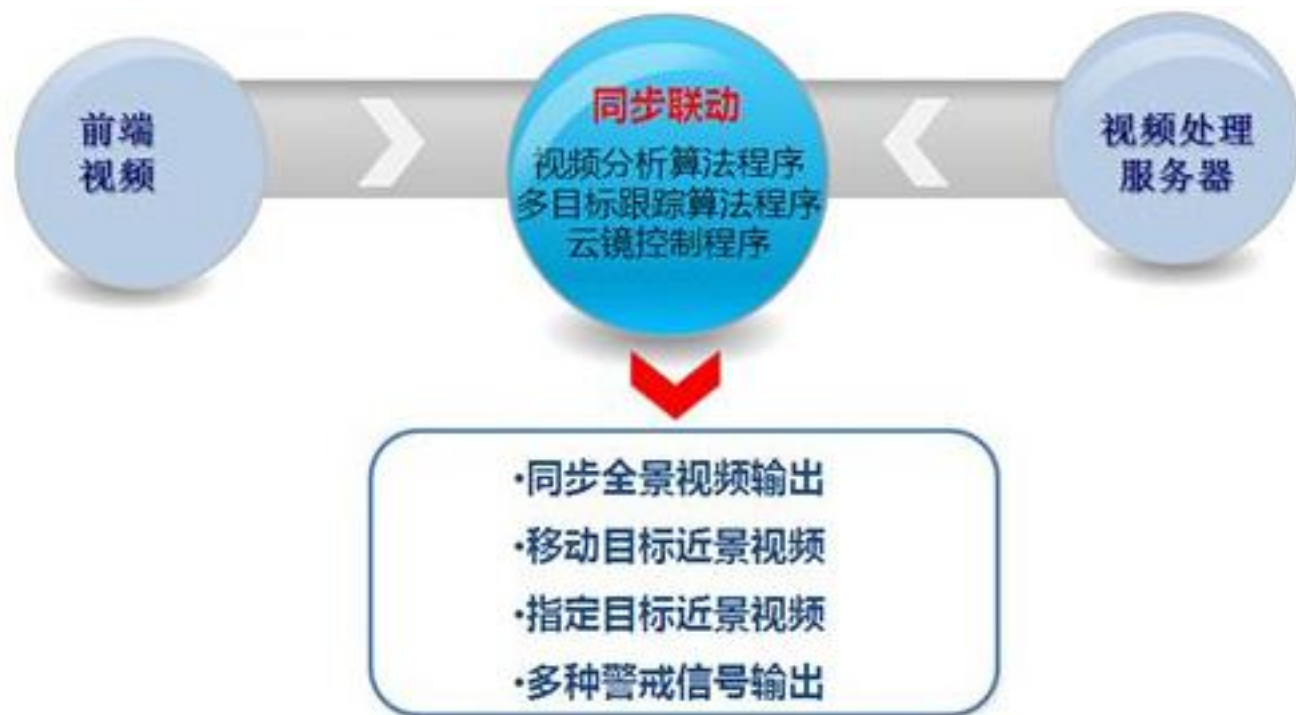 前端
视频
同步联动
视频分析算法程序
多目标跟踪算法程序
云镜控制程序
视频处理
服务器
·同步全景视频输出
·移动目标近景视频
·指定目标近景视频
·多种警戒信号输出